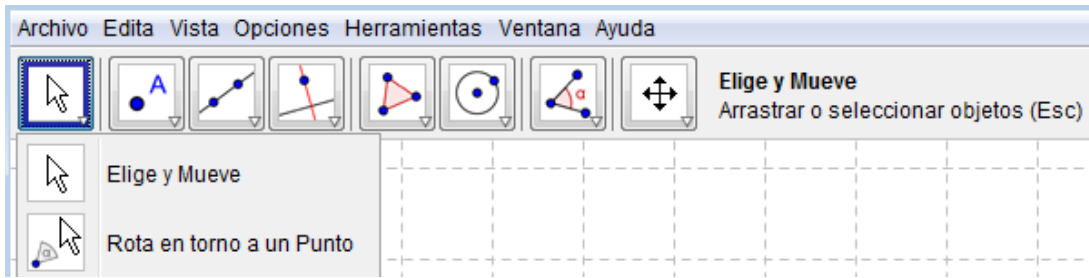 Archivo Edita Vista Opciones Herramientas Ventana Ayuda
A
α
Elige y Mueve
Arrastrar o seleccionar objetos (Esc)
Elige y Mueve
α
Rota en torno a un Punto